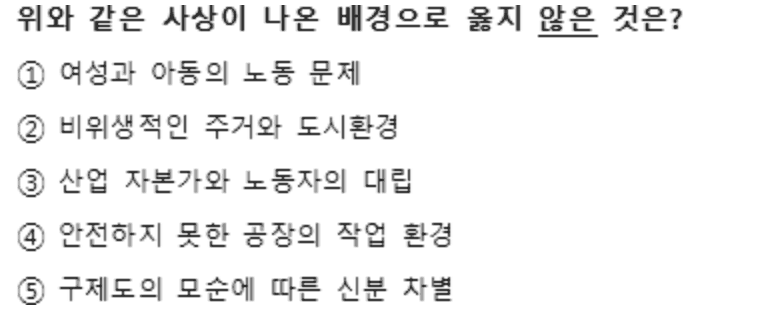 위와 같은 사상이 나온 배경으로 옳지 않은 것은?
① 여성과 아동의 노동 문제
② 비위생적인 주거와 도시환경
③ 산업 자본가와 노동자의 대립
④ 안전하지 못한 공장의 작업 환경
⑤ 구제도의 모순에 따른 신분 차별